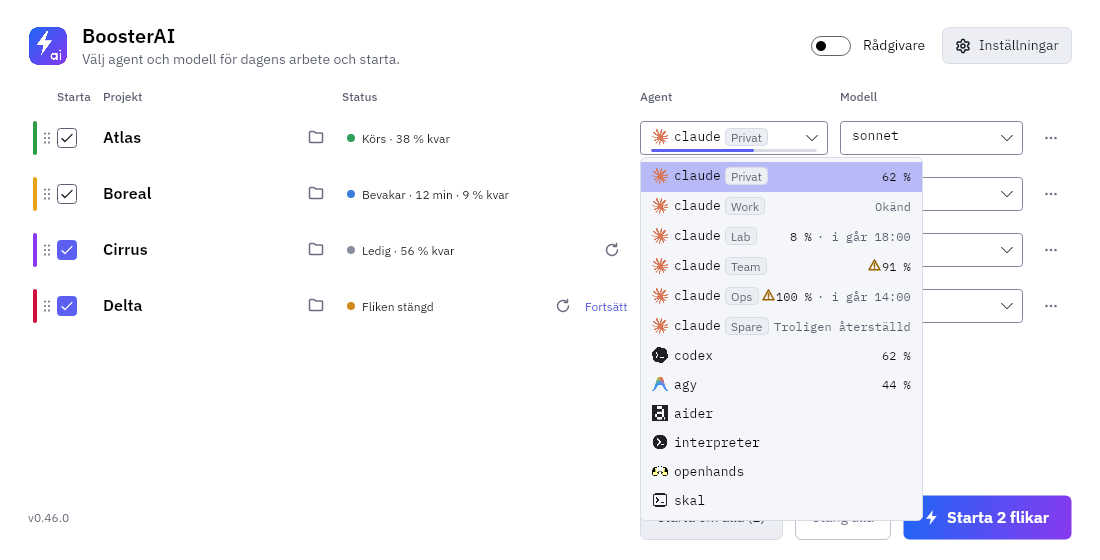 BoosterAI
Välj agent och modell för dagens arbete och starta.
Rådgivare
Inställningar
Starta Projekt Status Agent Modell
Atlas Körs · 38 % kvar claude Privat sonnet
Boreal Bevakar · 12 min · 9 % kvar
Cirrus Ledig · 56 % kvar
Delta Fliken stängd Fortsätt
claude Privat 62 %
claude Work Okänd
claude Lab 8 % · i går 18:00
claude Team 91 %
claude Ops 100 % · i går 14:00
claude Spare Troligen återställd
codex 62 %
agy 44 %
aider
interpreter
openhands
skal
v0.46.0
Starta 2 flikar